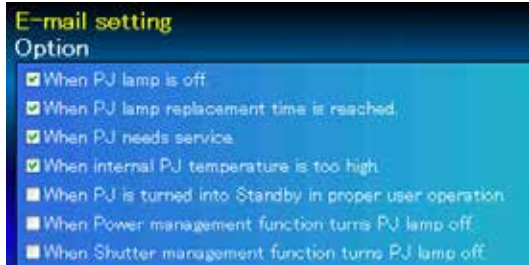 E-mail setting
Option
When PJ lamp is off.
When PJ lamp replacement time is reached.
When PJ needs service.
When internal PJ temperature is too high.
When PJ is turned into Standby in proper user operation.
When Power management function turns PJ lamp off.
When Shutter management function turns PJ lamp off.